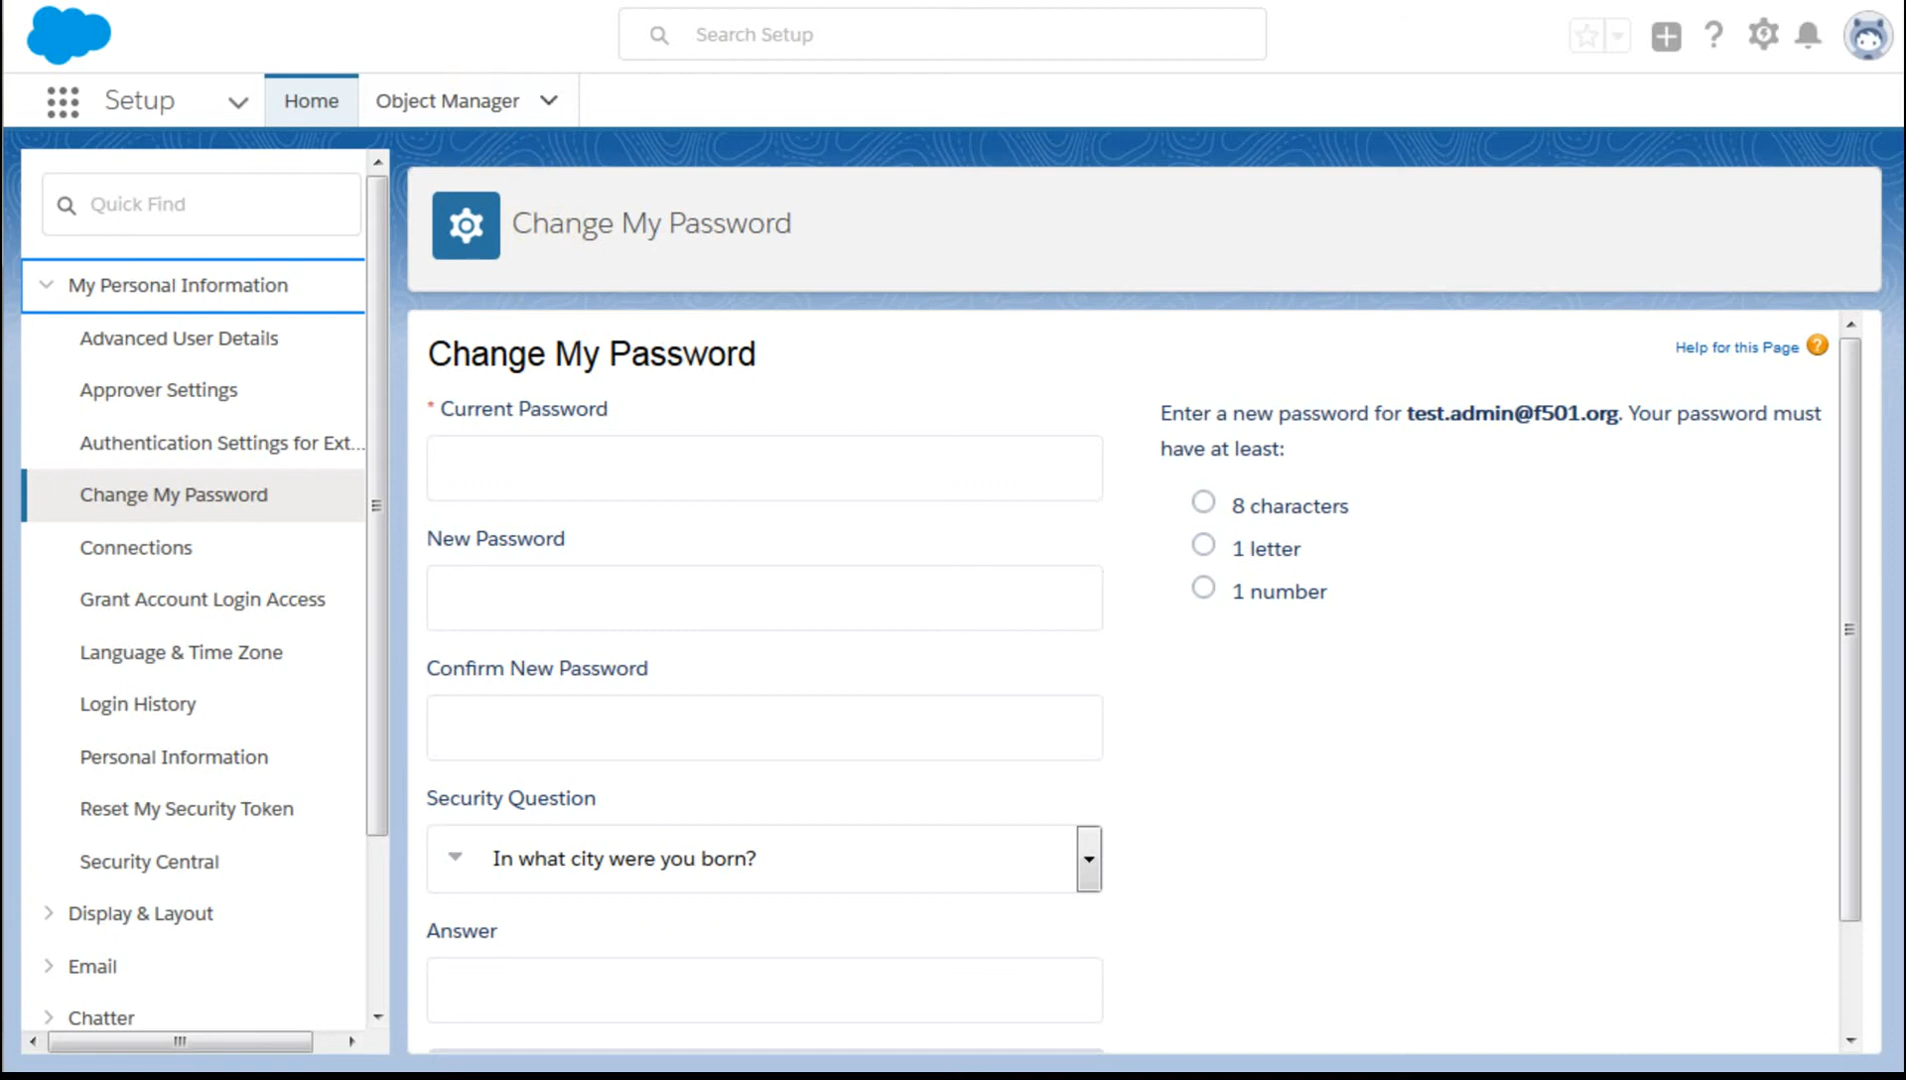 Search Setup
Setup
Home
Object Manager
Quick Find
My Personal Information
Advanced User Details
Approver Settings
Authentication Settings for Ext...
Change My Password
Connections
Grant Account Login Access
Language & Time Zone
Login History
Personal Information
Reset My Security Token
Security Central
Display & Layout
Email
Chatter
Change My Password
Change My Password
Help for this Page
* Current Password
New Password
Confirm New Password
Security Question
In what city were you born?
Answer
Enter a new password for test.admin@f501.org. Your password must
have at least:
8 characters
1 letter
1 number